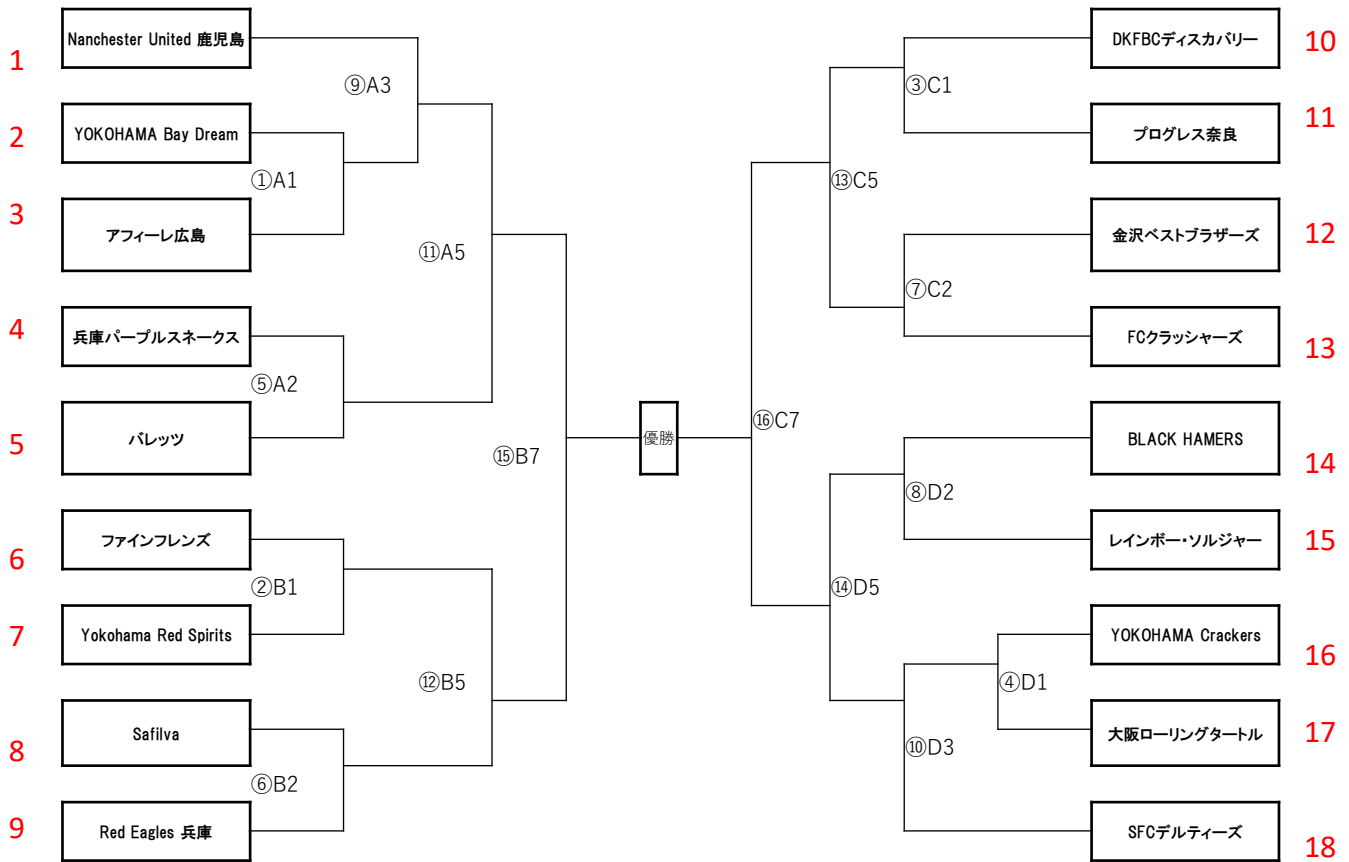 1
Nanchester United 鹿児島
⑨A3
2
YOKOHAMA Bay Dream
①A1
3
アフィーレ広島
⑪A5
4
兵庫パープルスネークス
⑤A2
5
バレッツ
⑮B7
6
ファインフレンズ
②B1
7
Yokohama Red Spirits
⑫B5
8
Safilva
⑥B2
9
Red Eagles 兵庫
優勝
DKFBCディスカバリー
10
③C1
プログレス奈良
11
⑬C5
金沢ベストブラザーズ
12
⑦C2
FCクラッシャーズ
13
⑯C7
BLACK HAMERS
14
⑧D2
レインボー・ソルジャー
15
⑭D5
YOKOHAMA Crackers
16
④D1
大阪ローリングタートル
17
⑩D3
SFCデルティーズ
18